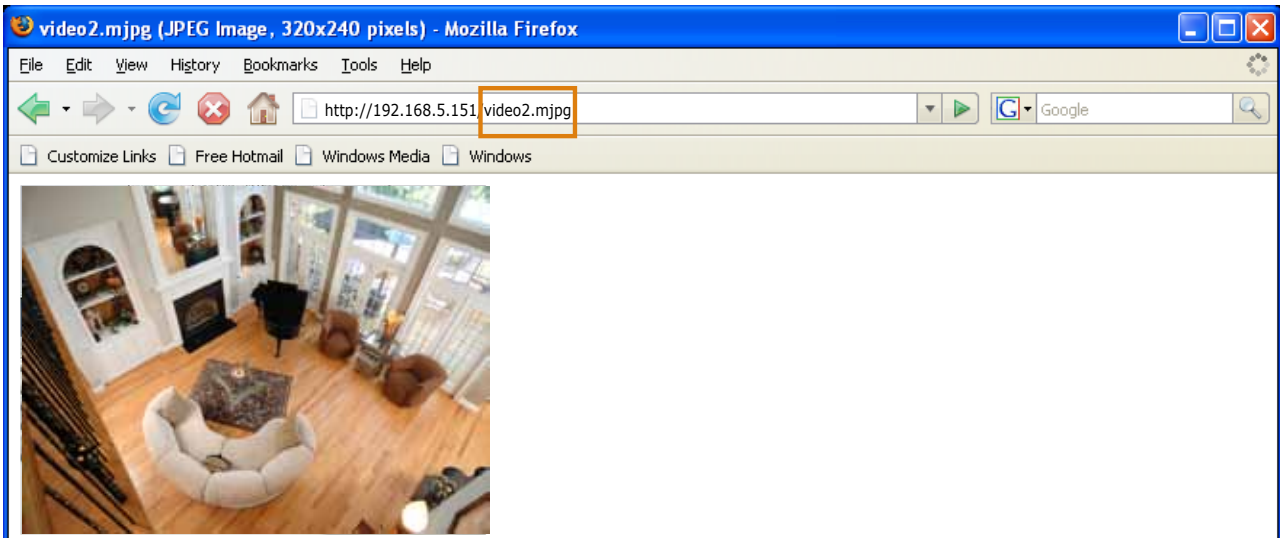 video2.mjpg (JPEG Image, 320x240 pixels) - Mozilla Firefox
File Edit View History Bookmarks Tools Help
http://192.168.5.151/video2.mjpg G Google
Customize Links Free Hotmail Windows Media Windows